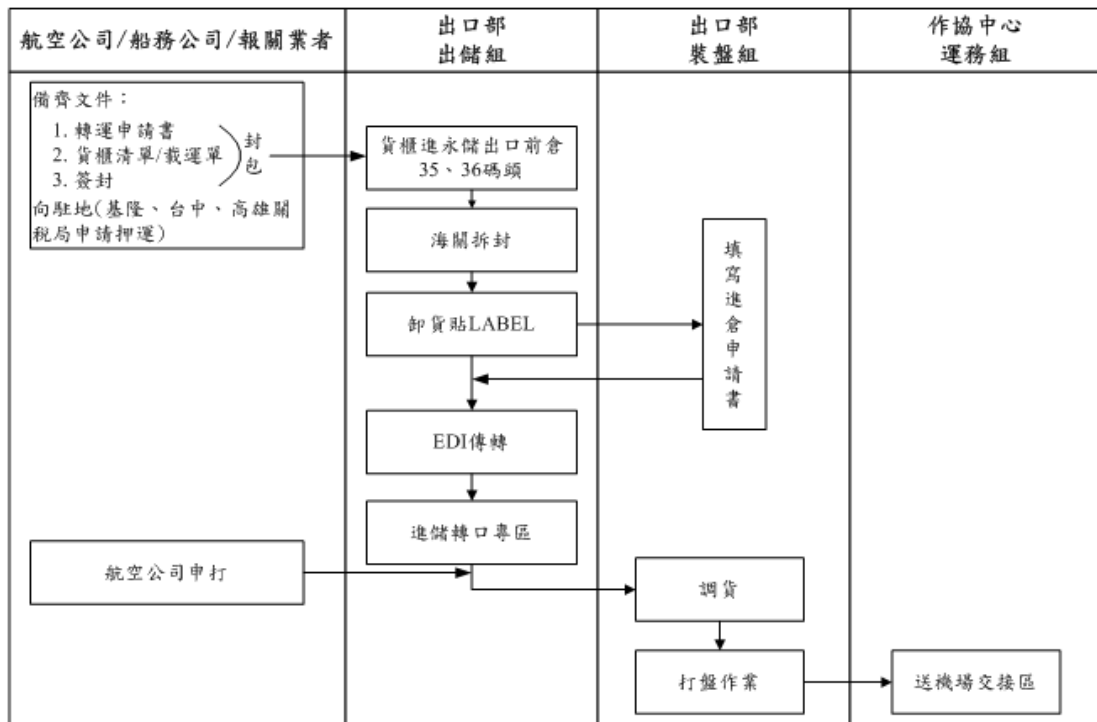 航空公司/船務公司/報關業者
出口部
出儲組
出口部
裝盤組
作協中心
運務組
備齊文件：
1. 轉運申請書
2. 貨櫃清單/載運單
3. 簽封
封
包
向駐地(基隆、台中、高雄關
稅局申請押運)
貨櫃進永儲出口前倉
35、36碼頭
海關拆封
卸貨貼LABEL
填
寫
進
倉
申
請
書
EDI傳轉
進儲轉口專區
航空公司申打
調貨
打盤作業
送機場交接區